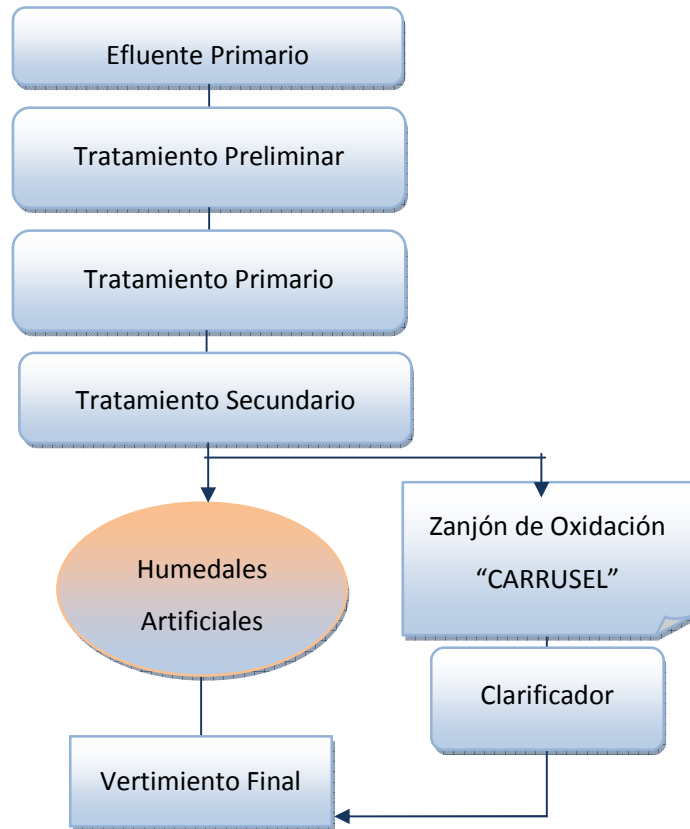 Efluente Primario
Tratamiento Preliminar
Tratamiento Primario
Tratamiento Secundario
Humedales
Artificiales
Zanjón de Oxidación
“CARRUSEL”
Clarificador
Vertimiento Final